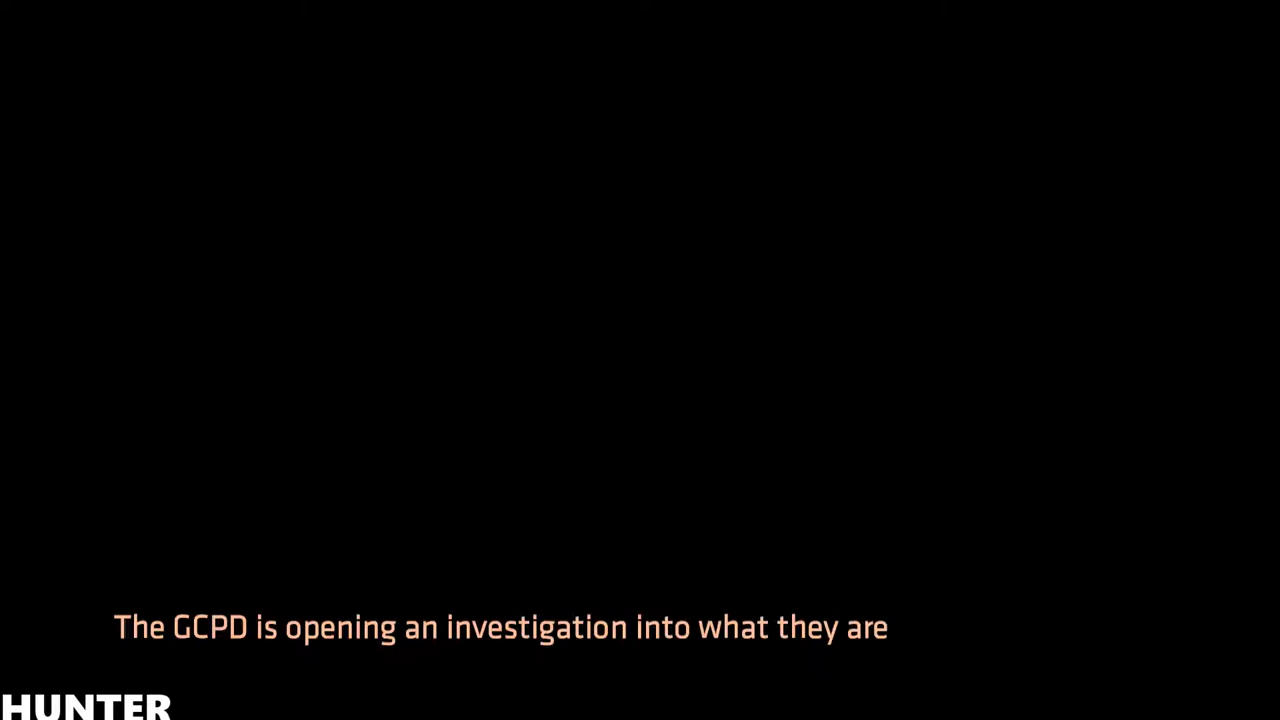 The GCPD is opening an investigation into what they are
HUNTER